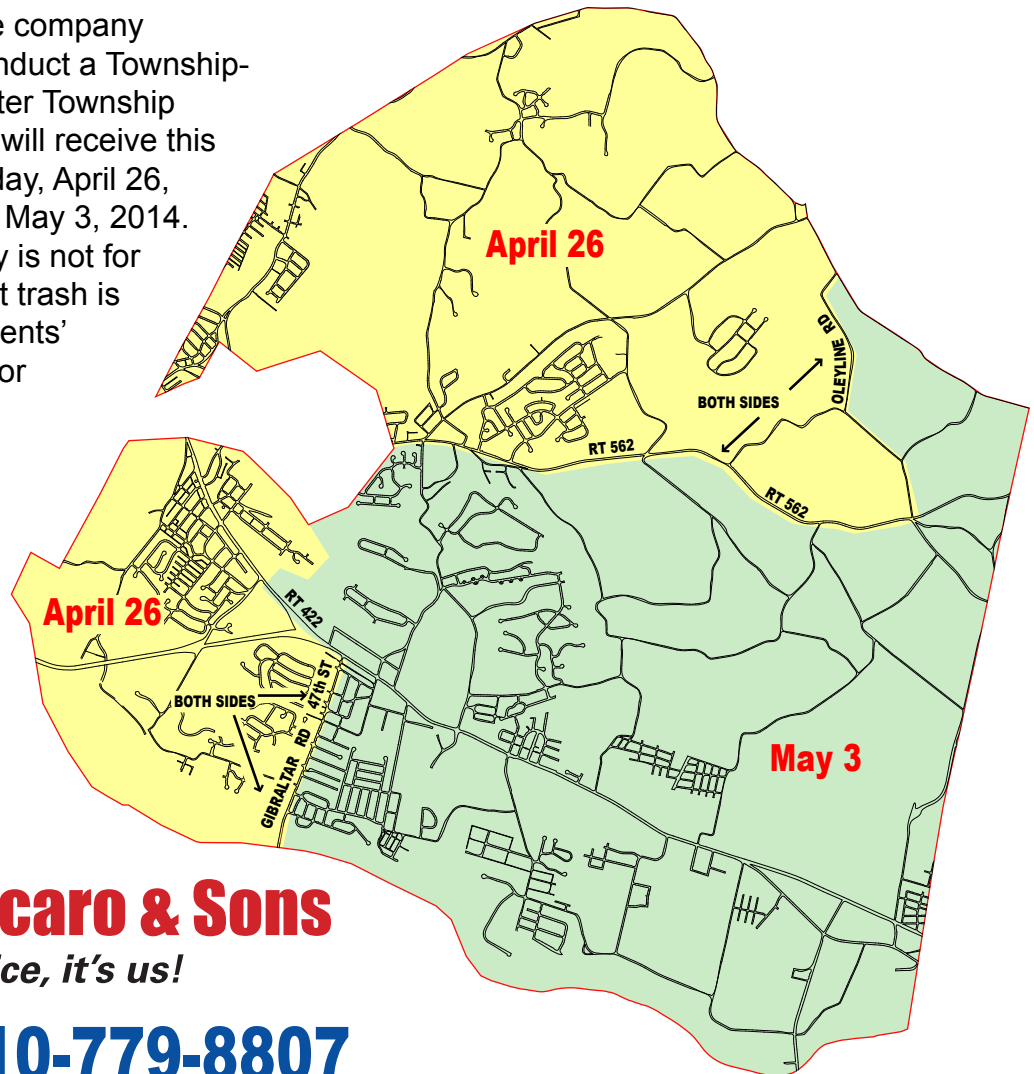 e company
nduct a Township-
ter Township
will receive this
day, April 26,
May 3, 2014.
y is not for
t trash is
ents'
or
April 26
OLEYLINE RD
BOTH SIDES
RT 562
RT 562
April 26
RT 422
BOTH SIDES
47th ST
GIBRALTAR RD
May 3
caro & Sons
ice, it's us!
10-779-8807